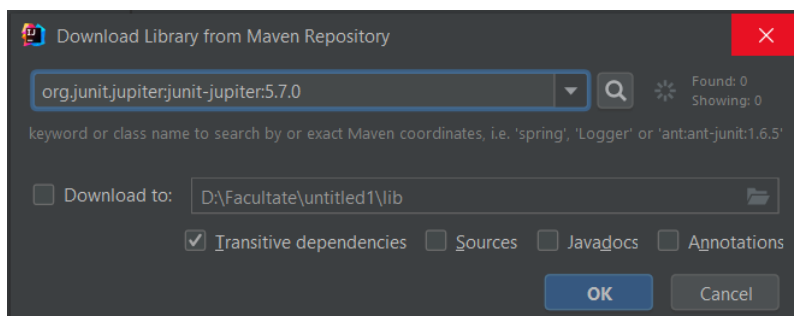 Download Library from Maven Repository
org.junit.jupiter:junit-jupiter:5.7.0
Found: 0
Showing: 0
keyword or class name to search by or exact Maven coordinates, i.e. 'spring', 'Logger' or 'ant:ant-junit:1.6.5'
Download to: D:\Facultate\untitled1\lib
Transitive dependencies Sources Javadocs Annotations
OK Cancel